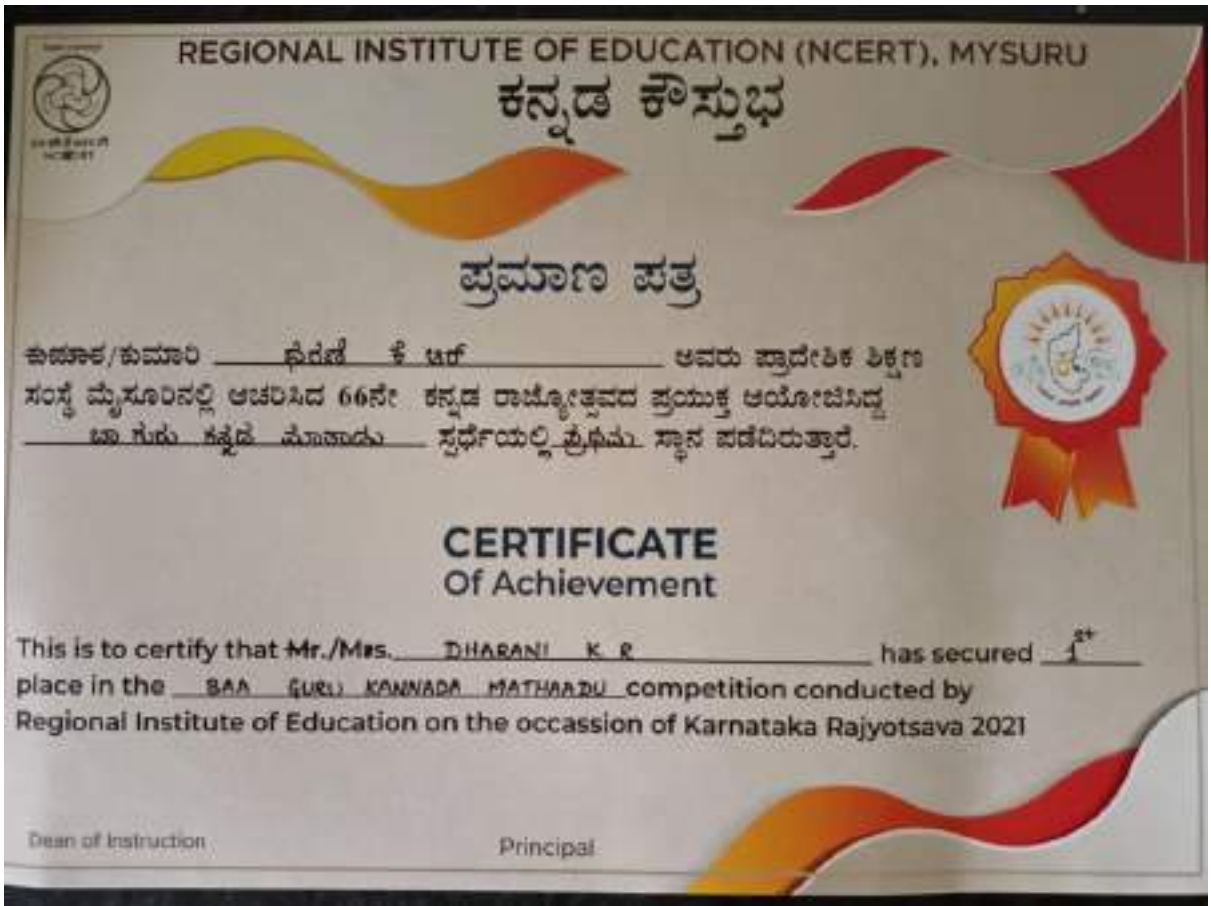 REGIONAL INSTITUTE OF EDUCATION (NCERT), MYSURU
ಕನ್ನಡ ಕೌಸ್ತುಭ
ಪ್ರಮಾಣ ಪತ್ರ
ಕುಮಾರ/ಕುಮಾರಿ ಧರಣಿ ಕೆ ಆರ್ ಅವರು ಪ್ರಾದೇಶಿಕ ಶಿಕ್ಷಣ
ಸಂಸ್ಥೆ ಮೈಸೂರಿನಲ್ಲಿ ಆಚರಿಸಿದ 66ನೇ ಕನ್ನಡ ರಾಜ್ಯೋತ್ಸವದ ಪ್ರಯುಕ್ತ ಆಯೋಜಿಸಿದ್ದ
ಬಾ ಗುರು ಕನ್ನಡ ಮಾತಾಡು ಸ್ಪರ್ಧೆಯಲ್ಲಿ ಪ್ರಥಮ ಸ್ಥಾನ ಪಡೆದಿರುತ್ತಾರೆ.
CERTIFICATE
Of Achievement
This is to certify that Mr./Mrs. DHARANI K R has secured 1st
place in the BAA GURU KANNADA MATHAADU competition conducted by
Regional Institute of Education on the occassion of Karnataka Rajyotsava 2021
Dean of Instruction
Principal